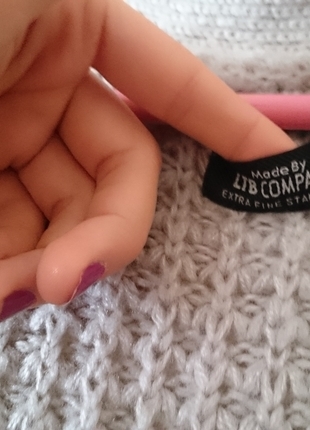 Made By
LTB COMPA
EXTRA FINE STA